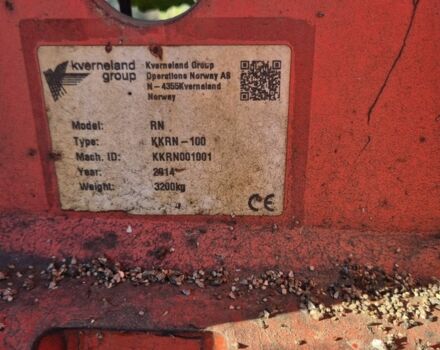 kverneland
group
Kverneland Group
Operations Norway AS
N-4355Kverneland
Norway
Model: RN
Type: KKRN-100
Mach. ID: KKRN001001
Year: 2014
Weight: 3200kg
CE